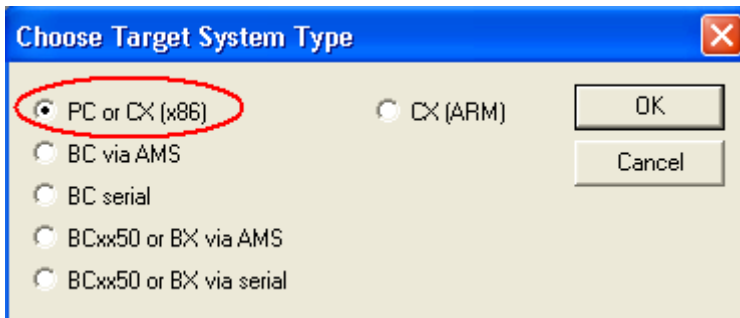 Choose Target System Type
PC or CX (x86) CX (ARM) OK
BC via AMS Cancel
BC serial
BCxx50 or BX via AMS
BCxx50 or BX via serial